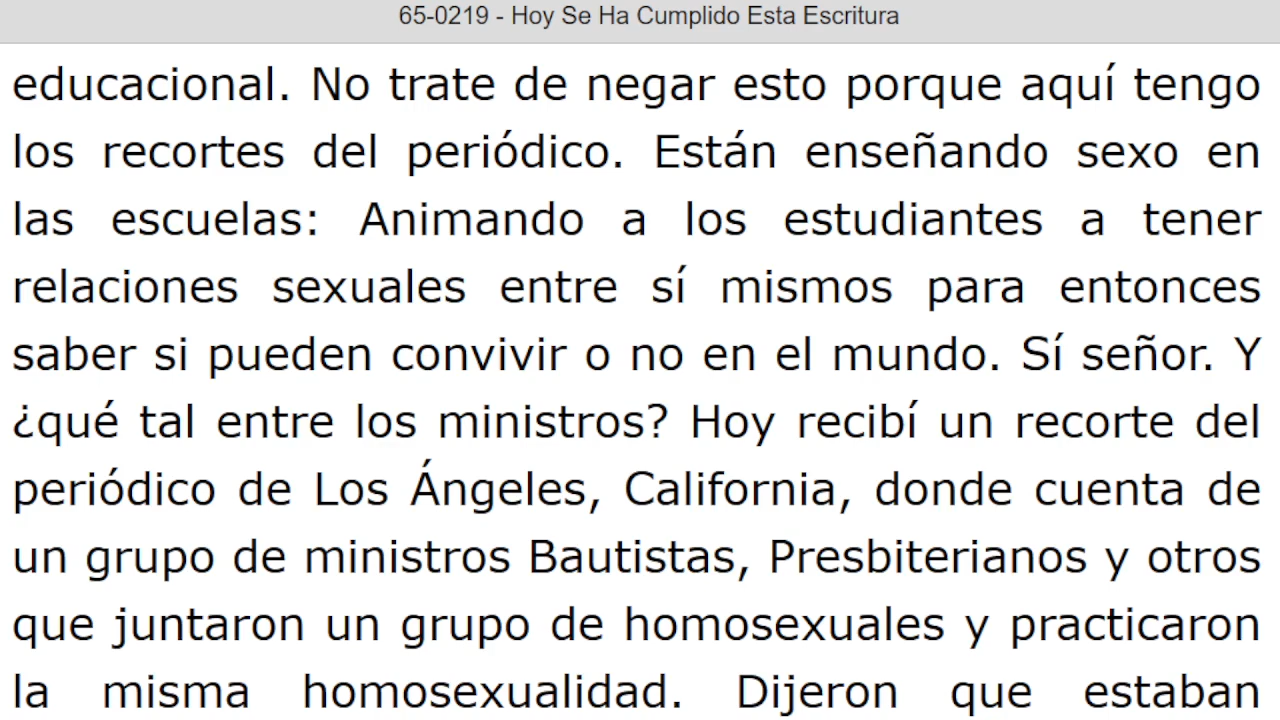 65-0219 - Hoy Se Ha Cumplido Esta Escritura
educacional. No trate de negar esto porque aquí tengo
los recortes del periódico. Están enseñando sexo en
las escuelas: Animando a los estudiantes a tener
relaciones sexuales entre sí mismos para entonces
saber si pueden convivir o no en el mundo. Sí señor. Y
¿qué tal entre los ministros? Hoy recibí un recorte del
periódico de Los Ángeles, California, donde cuenta de
un grupo de ministros Bautistas, Presbiterianos y otros
que juntaron un grupo de homosexuales y practicaron
la misma homosexualidad. Dijeron que estaban